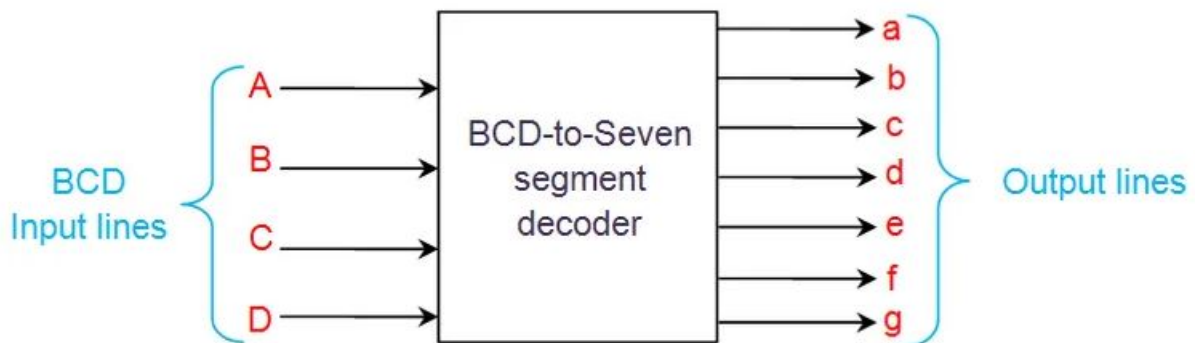 BCD
Input lines
A
B
C
D
BCD-to-Seven
segment
decoder
a
b
c
d
e
f
g
Output lines